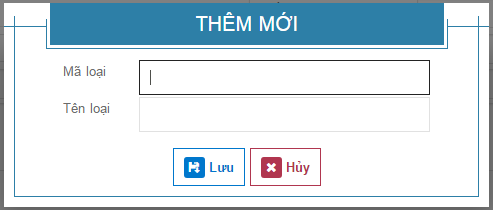 THÊM MỚI
Mã loại
Tên loại
Lưu Hủy